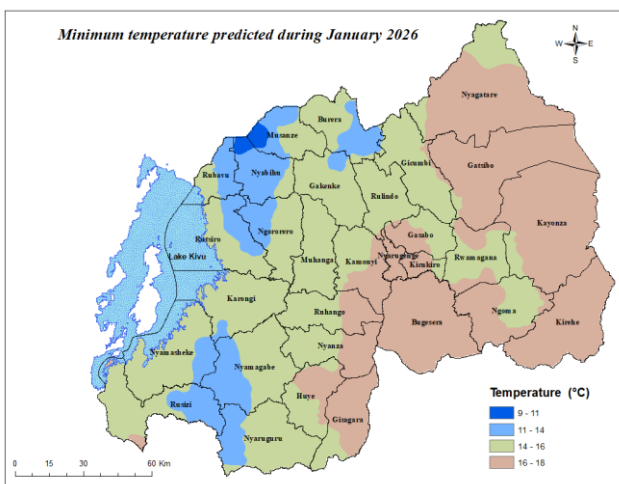 Minimum temperature predicted during January 2026
N
W E
S
Nyagatare
Burera
Musanze
Gicumbi
Gatsibo
Rubavu
Nyabihu
Gakenke
Rulindo
Kayonza
Ngororero
Gasabo
Rutsiro
Lake Kivu
Muhanga
Kamonyi
Nyarugenge
Kicukiro
Rwamagana
Karongi
Ruhango
Bugesera
Ngoma
Kirehe
Nyamasheke
Nyanza
Nyamagabe
Huye
Rusizi
Gisagara
Nyaruguru
Temperature (°C)
9 - 11
11 - 14
14 - 16
16 - 18
0 15 30 60 Km